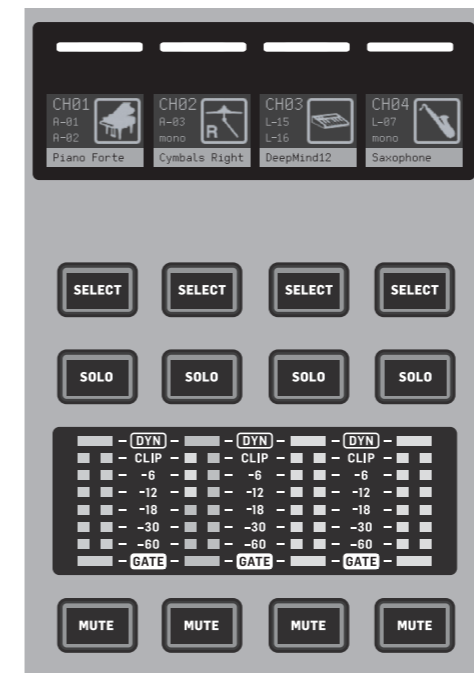 CH01 CH02 CH03 CH04
A-01 A-03 L-15 L-07
A-02 mono L-16 mono
R
Piano Forte Cymbals Right DeepMind12 Saxophone
SELECT SELECT SELECT SELECT
SOLO SOLO SOLO SOLO
– DYN – – DYN – – DYN –
– CLIP – – CLIP – – CLIP –
– -6 – – -6 – – -6 –
– -12 – – -12 – – -12 –
– -18 – – -18 – – -18 –
– -30 – – -30 – – -30 –
– -60 – – -60 – – -60 –
– GATE – – GATE – – GATE –
MUTE MUTE MUTE MUTE